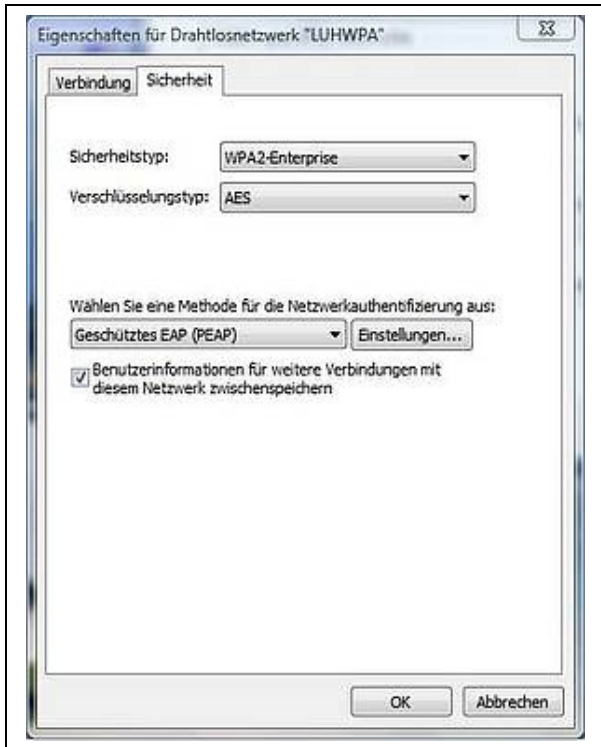 Eigenschaften für Drahtlosnetzwerk "LUHWPA"
Verbindung Sicherheit
Sicherheitstyp: WPA2-Enterprise
Verschlüsselungstyp: AES
Wählen Sie eine Methode für die Netzwerkauthentifizierung aus:
Geschütztes EAP (PEAP) Einstellungen...
Benutzerinformationen für weitere Verbindungen mit
diesem Netzwerk zwischenspeichern
OK Abbrechen